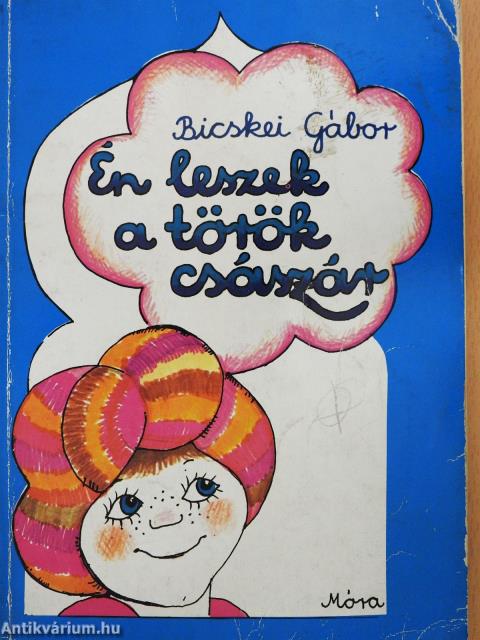 Bicskei Gábor
Én leszek
a török
császár
Móra
Antikvárium.hu